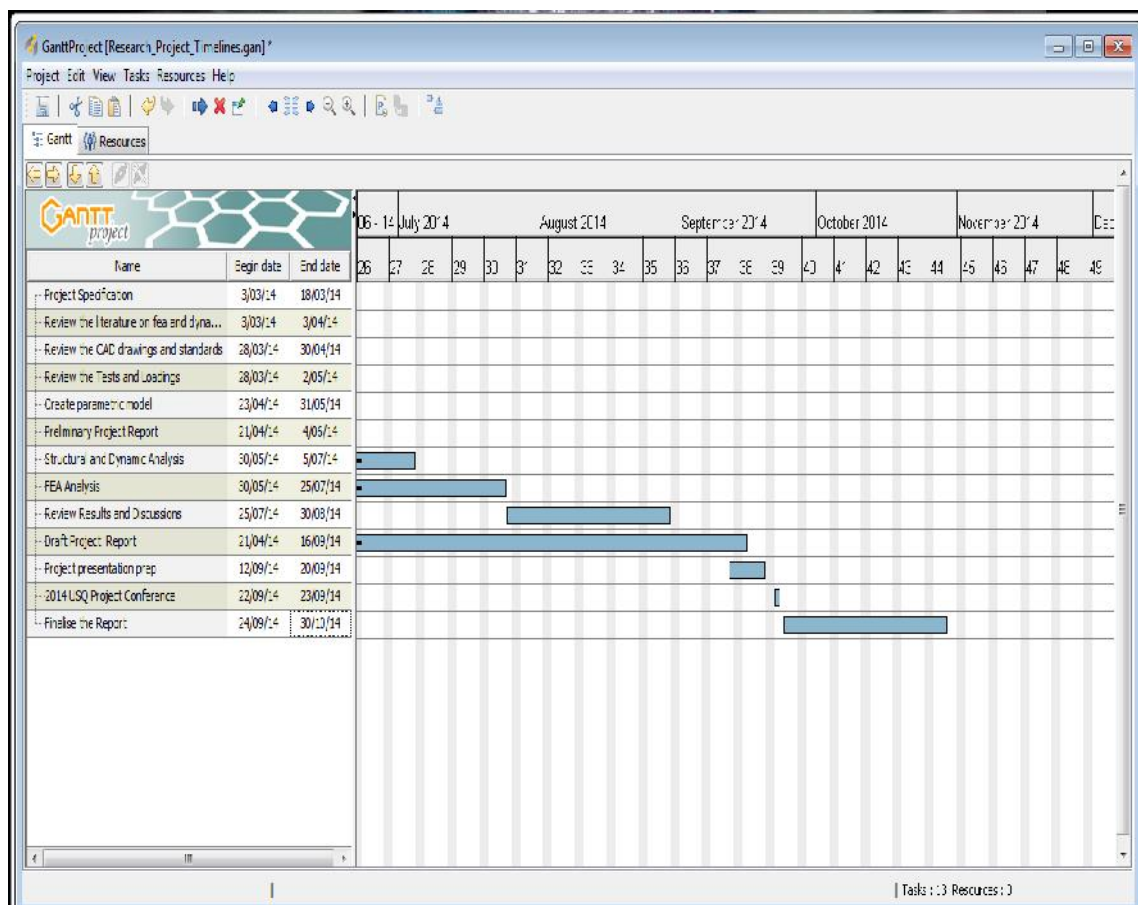 GanttProject [Research_Project_Timelines.gan] *
Project Edit View Tasks Resources Help
Gantt Resources
GANTT project
06 - 14 July 2014 August 2014 September 2014 October 2014 November 2014 Dec
Name Begin date End date 26 27 28 29 30 31 32 33 34 35 36 37 38 39 40 41 42 43 44 45 46 47 48 49
Project Specification 3/03/14 18/03/14
Review the literature on fea and dyna... 3/03/14 3/04/14
Review the CAD drawings and standards 28/03/14 30/04/14
Review the Tests and Loadings 28/03/14 2/05/14
Create parametric model 23/04/14 31/05/14
Preliminary Project Report 21/04/14
Structural and Dynamic Analysis 30/05/14 5/07/14
FEA Analysis 30/05/14 25/07/14
Review Results and Discussions 25/07/14 30/08/14
Draft Project Report 21/04/14 16/09/14
Project presentation prep 12/09/14 20/09/14
2014 USQ Project Conference 22/09/14 23/09/14
Finalise the Report 24/09/14 30/10/14
Tasks : 13 Resources : 0